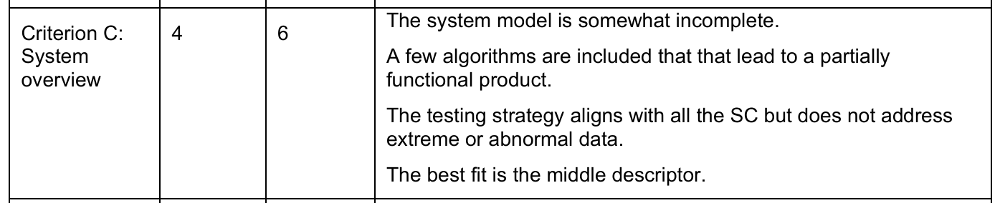 Criterion C:
System
overview
4
6
The system model is somewhat incomplete.
A few algorithms are included that that lead to a partially
functional product.
The testing strategy aligns with all the SC but does not address
extreme or abnormal data.
The best fit is the middle descriptor.